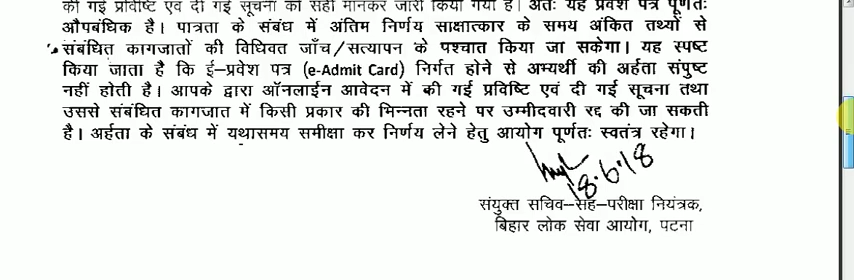 की गई प्रविष्टि एवं दी गई सूचना को सही मानकर जारी किया गया है। अतः यह प्रवेश पत्र पूर्णतः
औपबंधिक है। पात्रता के संबंध में अंतिम निर्णय साक्षात्कार के समय अंकित तथ्यों से
संबंधित कागजातों की विधिवत जाँच/सत्यापन के पश्चात किया जा सकेगा। यह स्पष्ट
किया जाता है कि ई-प्रवेश पत्र (e-Admit Card) निर्गत होने से अभ्यर्थी की अर्हता संपुष्ट
नहीं होती है। आपके द्वारा ऑनलाईन आवेदन में की गई प्रविष्टि एवं दी गई सूचना तथा
उससे संबंधित कागजात में किसी प्रकार की भिन्नता रहने पर उम्मीदवारी रद्द की जा सकती
है। अर्हता के संबंध में यथासमय समीक्षा कर निर्णय लेने हेतु आयोग पूर्णतः स्वतंत्र रहेगा।
18.6.18
संयुक्त सचिव-सह-परीक्षा नियंत्रक,
बिहार लोक सेवा आयोग, पटना